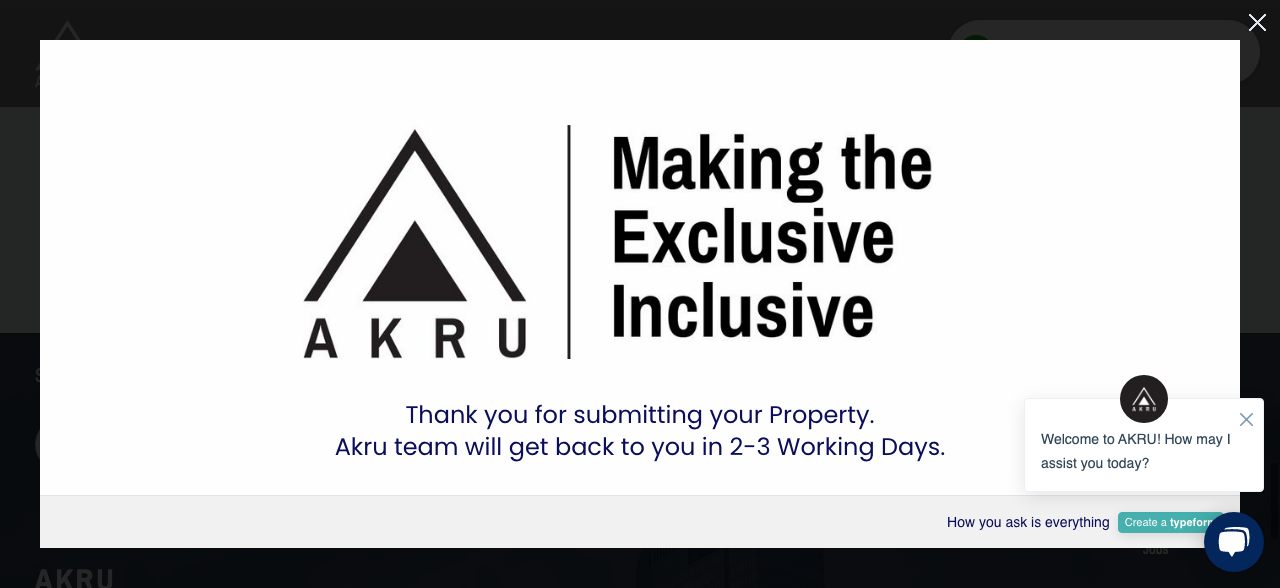 Making the
Exclusive
Inclusive
AKRU
Thank you for submitting your Property.
Akru team will get back to you in 2-3 Working Days.
AKRU
Welcome to AKRU! How may I
assist you today?
How you ask is everything
Create a typeform
Jobs
AKRU